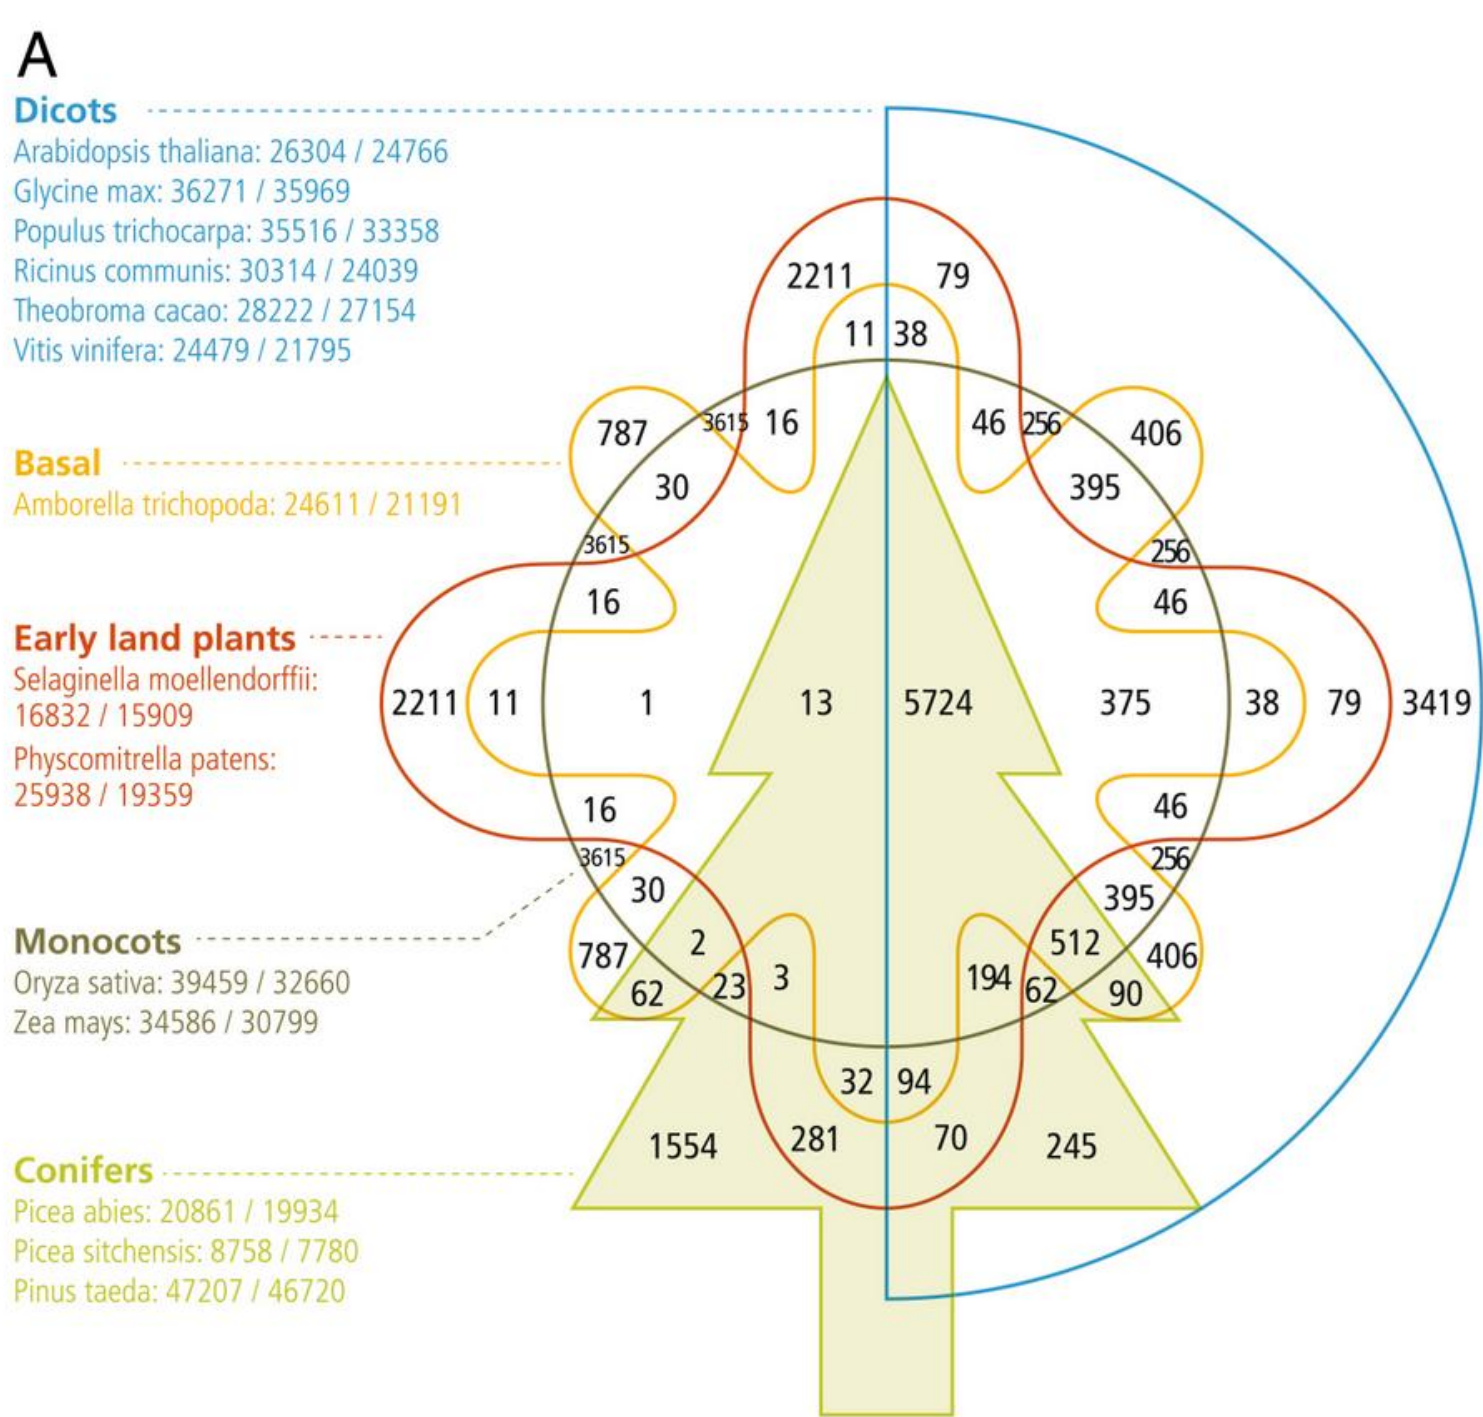 A
Dicots
Arabidopsis thaliana: 26304 / 24766
Glycine max: 36271 / 35969
Populus trichocarpa: 35516 / 33358
Ricinus communis: 30314 / 24039
Theobroma cacao: 28222 / 27154
Vitis vinifera: 24479 / 21795
Basal
Amborella trichopoda: 24611 / 21191
Early land plants
Selaginella moellendorffii:
16832 / 15909
Physcomitrella patens:
25938 / 19359
Monocots
Oryza sativa: 39459 / 32660
Zea mays: 34586 / 30799
Conifers
Picea abies: 20861 / 19934
Picea sitchensis: 8758 / 7780
Pinus taeda: 47207 / 46720
2211 79
11 38
787 3615 16 46 256 406
30 395
3615 256
16 46
2211 11 1 13 5724 375 38 79 3419
16 46
3615 256
30 395
787 2 512 406
62 23 3 194 62 90
32 94
1554 281 70 245